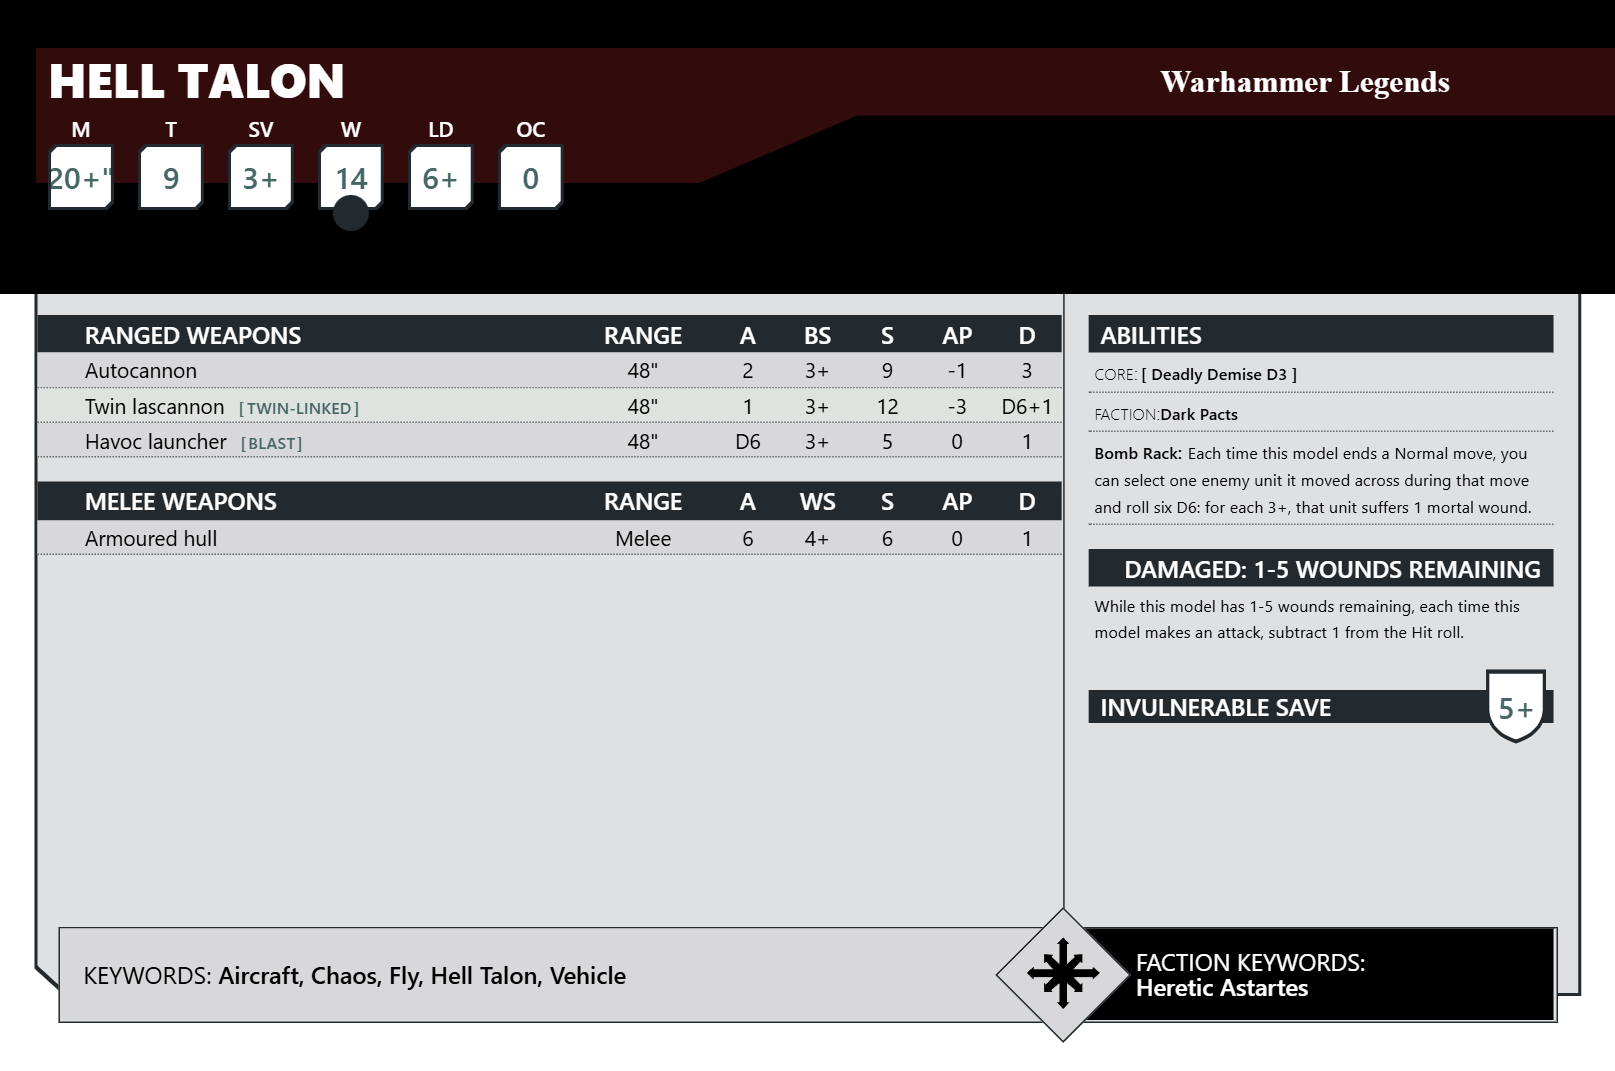 HELL TALON
Warhammer Legends
M T SV W LD OC
20+" 9 3+ 14 6+ 0
RANGED WEAPONS RANGE A BS S AP D
Autocannon 48" 2 3+ 9 -1 3
Twin lascannon [TWIN-LINKED] 48" 1 3+ 12 -3 D6+1
Havoc launcher [BLAST] 48" D6 3+ 5 0 1
MELEE WEAPONS RANGE A WS S AP D
Armoured hull Melee 6 4+ 6 0 1
ABILITIES
CORE: [ Deadly Demise D3 ]
FACTION:Dark Pacts
Bomb Rack: Each time this model ends a Normal move, you
can select one enemy unit it moved across during that move
and roll six D6: for each 3+, that unit suffers 1 mortal wound.
DAMAGED: 1-5 WOUNDS REMAINING
While this model has 1-5 wounds remaining, each time this
model makes an attack, subtract 1 from the Hit roll.
INVULNERABLE SAVE 5+
KEYWORDS: Aircraft, Chaos, Fly, Hell Talon, Vehicle
FACTION KEYWORDS:
Heretic Astartes